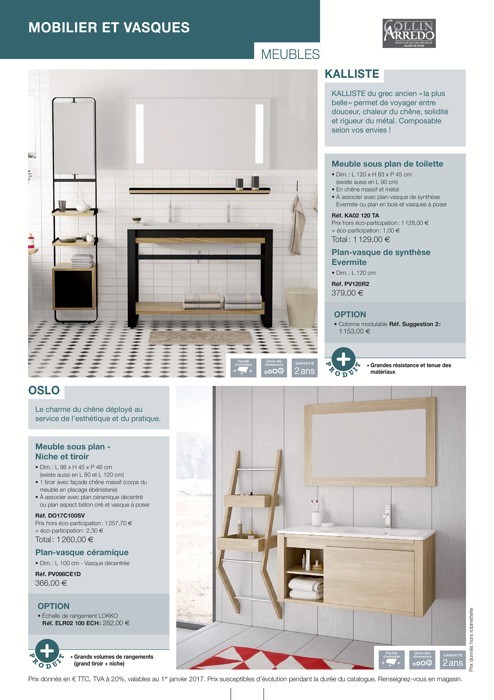 MOBILIER ET VASQUES
COLLIN
ARREDO
MEUBLES
KALLISTE
KALLISTE du grec ancien « la plus
belle » permet de voyager entre
douceur, chaleur du chêne, solidité
et rigueur du métal. Composable
selon vos envies !
Meuble sous plan de toilette
• Dim. : L 120 x H 83 x P 45 cm
(existe aussi en L 90 cm)
• En chêne massif et métal
• À associer avec plan-vasque de synthèse
Evermite ou plan en bois et vasques à poser
Réf. KA02 120 TA
Prix hors éco-participation : 1 128,00 €
+ éco-participation : 1,00 €
Total : 1 129,00 €
Plan-vasque de synthèse
Evermite
• Dim. : L 120 cm
Réf. PV120R2
379,00 €
OPTION
• Colonne modulable Réf. Suggestion 2 :
1 153,00 €
GARANTIE
2 ans
PRODUIT
• Grandes résistance et tenue des
matériaux
OSLO
Le charme du chêne déployé au
service de l'esthétique et du pratique.
Meuble sous plan -
Niche et tiroir
• Dim. : L 98 x H 45 x P 46 cm
(existe aussi en L 80 et L 120 cm)
• 1 tiroir avec façade chêne massif (corps du
meuble en placage ébénisterie)
• À associer avec plan céramique décentré
ou plan aspect béton ciré et vasque à poser
Réf. DO17C100SV
Prix hors éco-participation : 1 257,70 €
+ éco-participation : 2,30 €
Total : 1 260,00 €
Plan-vasque céramique
• Dim. : L 100 cm - Vasque décentrée
Réf. PV098CE1D
366,00 €
OPTION
• Échelle de rangement LOKKO
Réf. ELR02 100 ECH : 282,00 €
PRODUIT
• Grands volumes de rangements
(grand tiroir + niche)
GARANTIE
2 ans
Prix donnés hors robinetterie
Prix donnés en € TTC, TVA à 20%, valables au 1er janvier 2017. Prix susceptibles d'évolution pendant la durée du catalogue. Renseignez-vous en magasin.